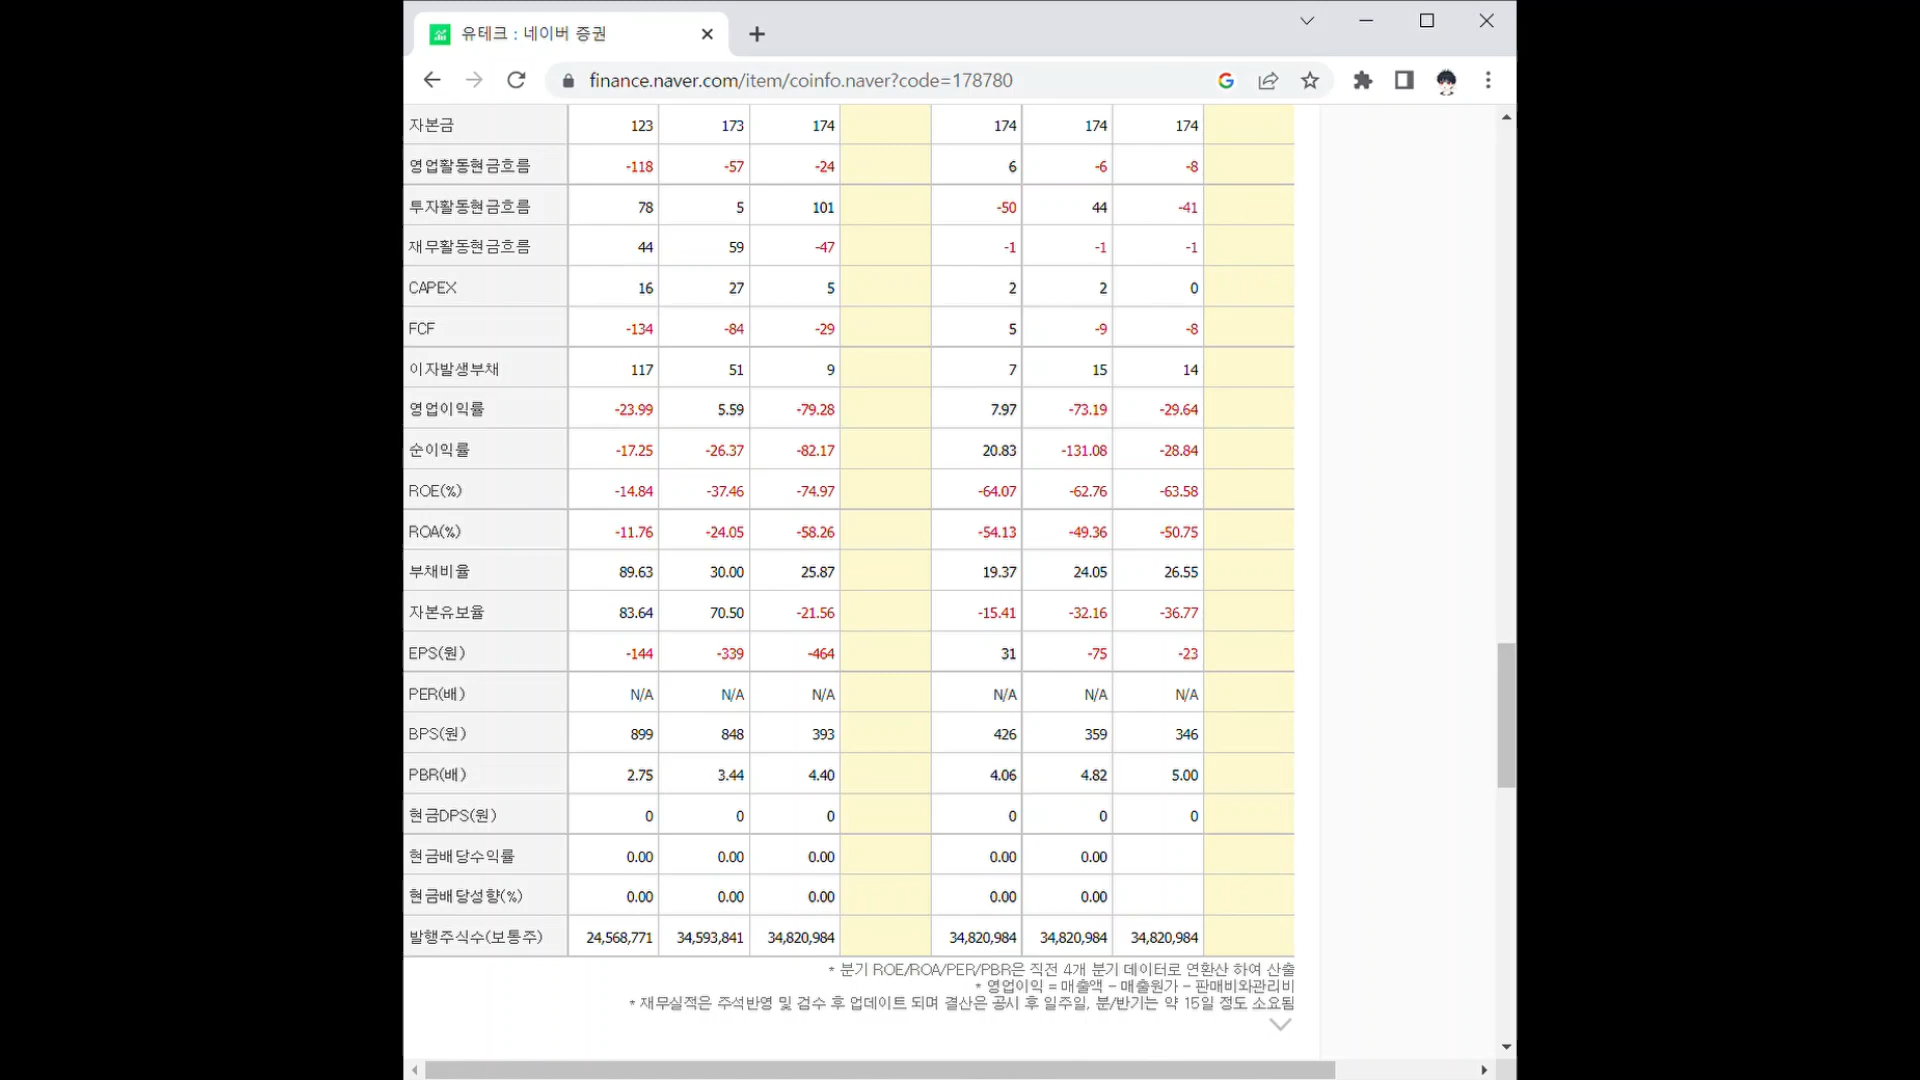 유테크 : 네이버 증권
finance.naver.com/item/coinfo.naver?code=178780
자본금 123 173 174 174 174 174
영업활동현금흐름 -118 -57 -24 6 -6 -8
투자활동현금흐름 78 5 101 -50 44 -41
재무활동현금흐름 44 59 -47 -1 -1 -1
CAPEX 16 27 5 2 2 0
FCF -134 -84 -29 5 -9 -8
이자발생부채 117 51 9 7 15 14
영업이익률 -23.99 5.59 -79.28 7.97 -73.19 -29.64
순이익률 -17.25 -26.37 -82.17 20.83 -131.08 -28.84
ROE(%) -14.84 -37.46 -74.97 -64.07 -62.76 -63.58
ROA(%) -11.76 -24.05 -58.26 -54.13 -49.36 -50.75
부채비율 89.63 30.00 25.87 19.37 24.05 26.55
자본유보율 83.64 70.50 -21.56 -15.41 -32.16 -36.77
EPS(원) -144 -339 -464 31 -75 -23
PER(배) N/A N/A N/A N/A N/A N/A
BPS(원) 899 848 393 426 359 346
PBR(배) 2.75 3.44 4.40 4.06 4.82 5.00
현금DPS(원) 0 0 0 0 0 0
현금배당수익률 0.00 0.00 0.00 0.00 0.00
현금배당성향(%) 0.00 0.00 0.00 0.00 0.00
발행주식수(보통주) 24,568,771 34,593,841 34,820,984 34,820,984 34,820,984 34,820,984
* 분기 ROE/ROA/PER/PBR은 직전 4개 분기 데이터로 연환산 하여 산출
* 영업이익 = 매출액 - 매출원가 - 판매비와관리비
* 재무실적은 주석반영 및 검수 후 업데이트 되며 결산은 공시 후 일주일, 분/반기는 약 15일 정도 소요됨